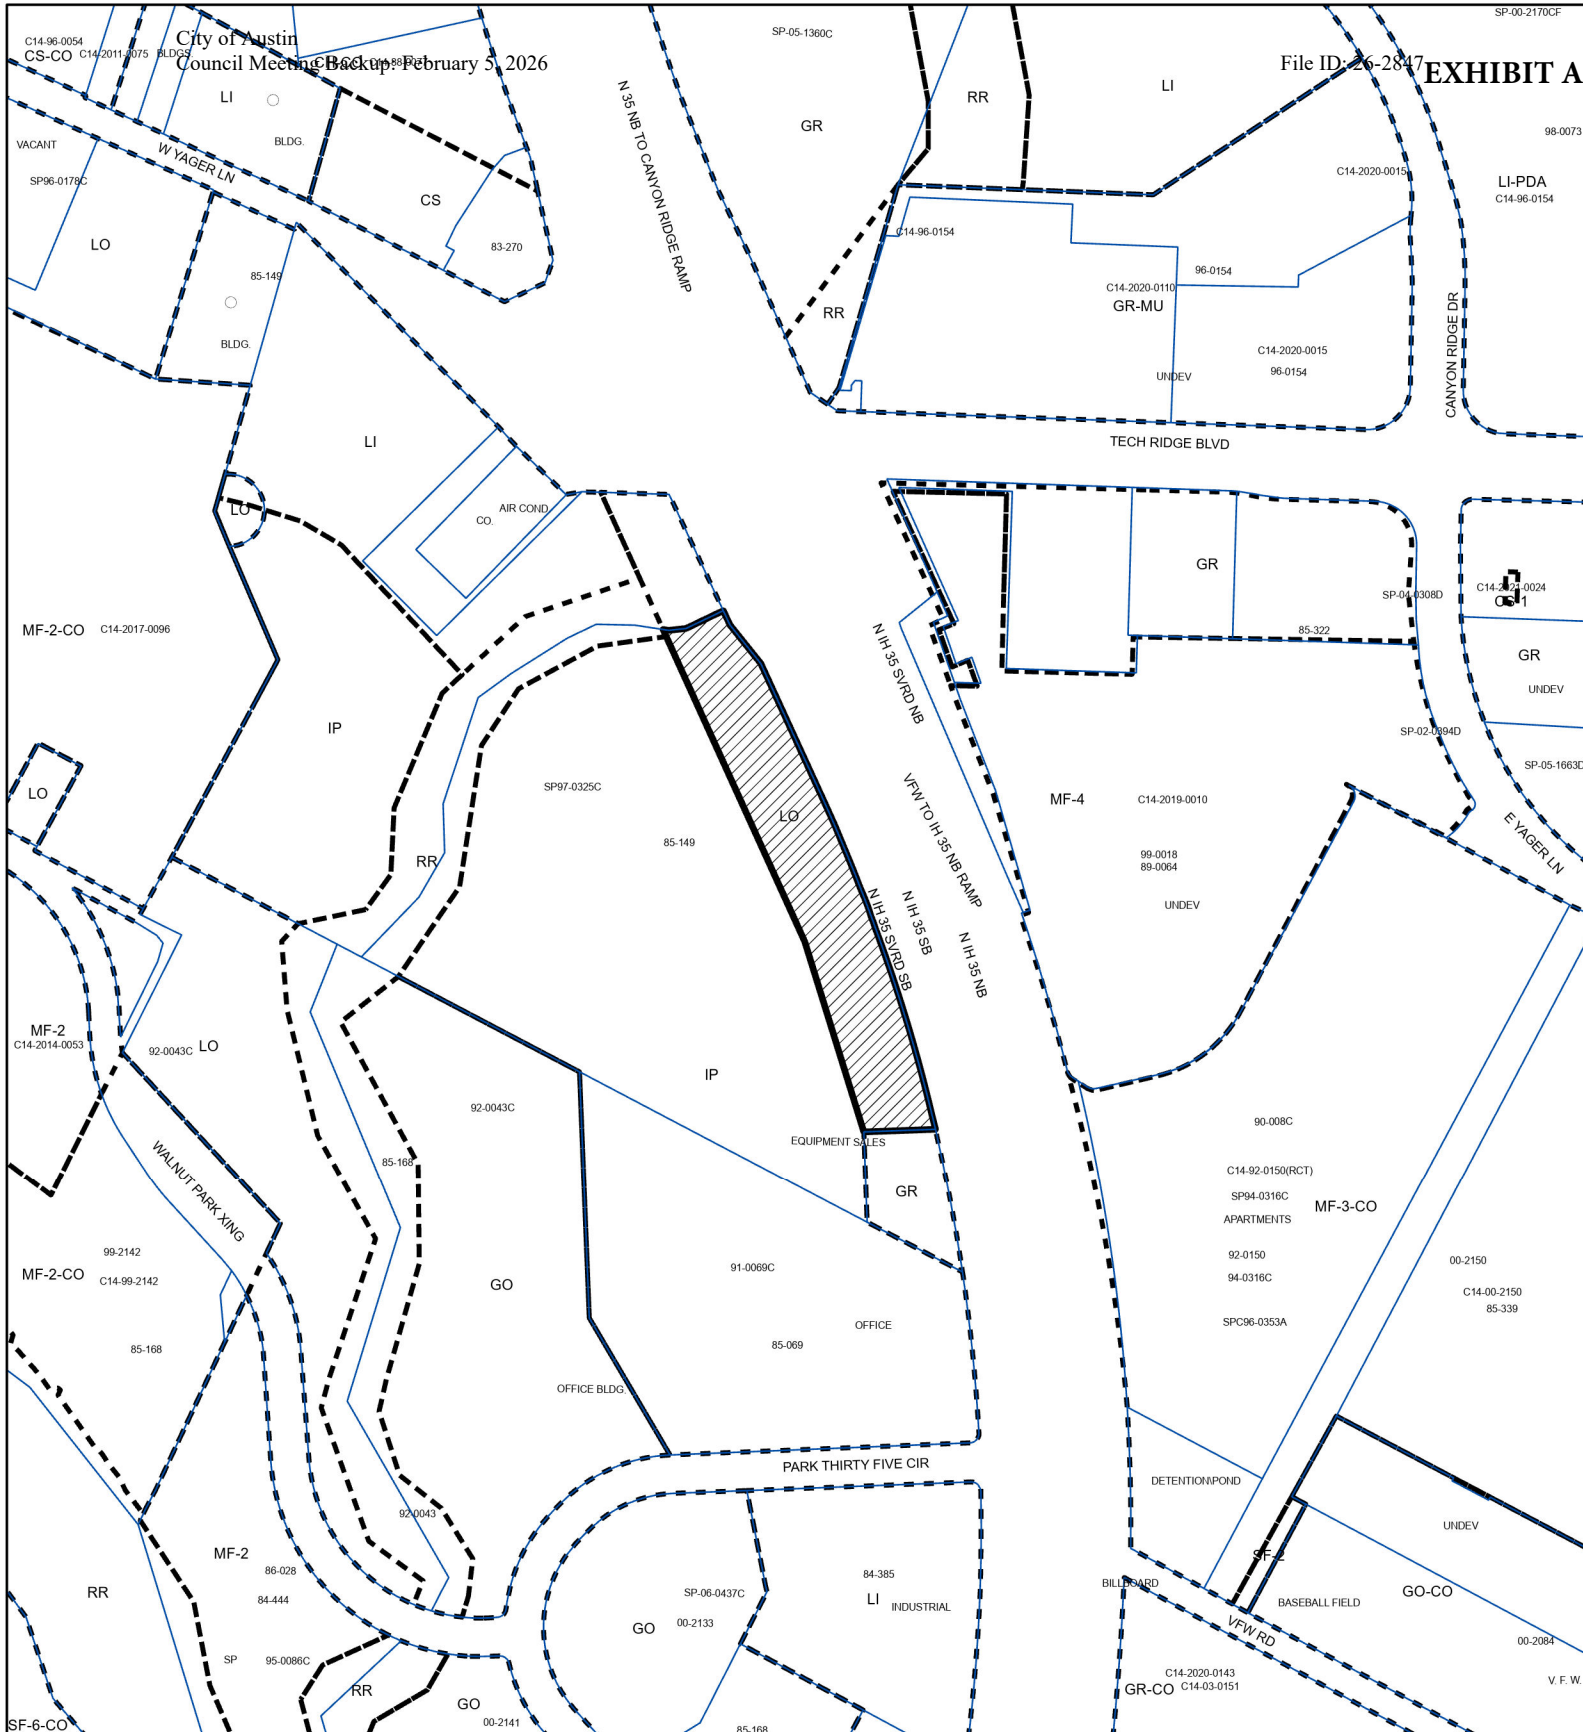 City of Austin
Council Meeting Backup: February 5, 2026
File ID: 26-2847
EXHIBIT A
SP-00-2170CF
C14-96-0054
CS-CO
C14-2011-0075
BLDGS
SP-05-1360C
LI
BLDG.
VACANT
SP96-0178C
W YAGER LN
LO
85-149
BLDG.
CS
83-270
N 35 NB TO CANYON RIDGE RAMP
GR
RR
LI
98-0073
C14-2020-0015
LI-PDA
C14-96-0154
C14-96-0154
96-0154
C14-2020-0110
GR-MU
RR
C14-2020-0015
96-0154
UNDEV
CANYON RIDGE DR
TECH RIDGE BLVD
LI
AIR COND
CO.
LO
GR
SP-04-0308D
C14-2021-0024
CS-1
85-322
GR
UNDEV
MF-2-CO
C14-2017-0096
N IH 35 SVRD NB
IP
SP-02-0394D
SP-05-1663D
SP97-0325C
LO
LO
VFW TO IH 35 NB RAMP
MF-4
C14-2019-0010
E YAGER LN
85-149
RR
99-0018
89-0064
UNDEV
N IH 35 SVRD SB
N IH 35 SB
N IH 35 NB
MF-2
C14-2014-0053
92-0043C
LO
IP
92-0043C
90-008C
EQUIPMENT SALES
85-168
WALNUT PARK XING
GR
C14-92-0150(RCT)
SP94-0316C
MF-3-CO
APARTMENTS
99-2142
MF-2-CO
C14-99-2142
92-0150
94-0316C
00-2150
C14-00-2150
85-339
GO
91-0069C
SPC96-0353A
OFFICE
85-168
85-069
OFFICE BLDG.
PARK THIRTY FIVE CIR
DETENTION\POND
92-0043
UNDEV
MF-2
86-028
84-444
84-385
SF-2
BILLBOARD
RR
SP-06-0437C
LI
INDUSTRIAL
BASEBALL FIELD
GO-CO
GO
00-2133
VFW RD
00-2084
SP
95-0086C
C14-2020-0143
GR-CO
C14-03-0151
V. F. W.
RR
GO
00-2141
SF-6-CO
85-168